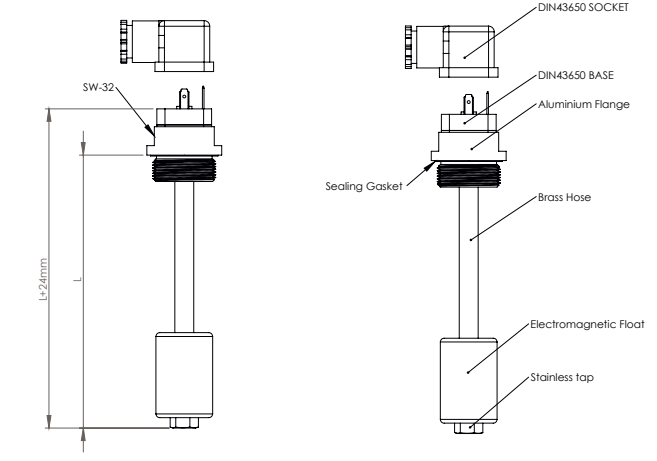 DIN43650 SOCKET
SW-32
DIN43650 BASE
Aluminium Flange
Sealing Gasket
Brass Hose
L+24mm
L
Electromagnetic Float
Stainless tap